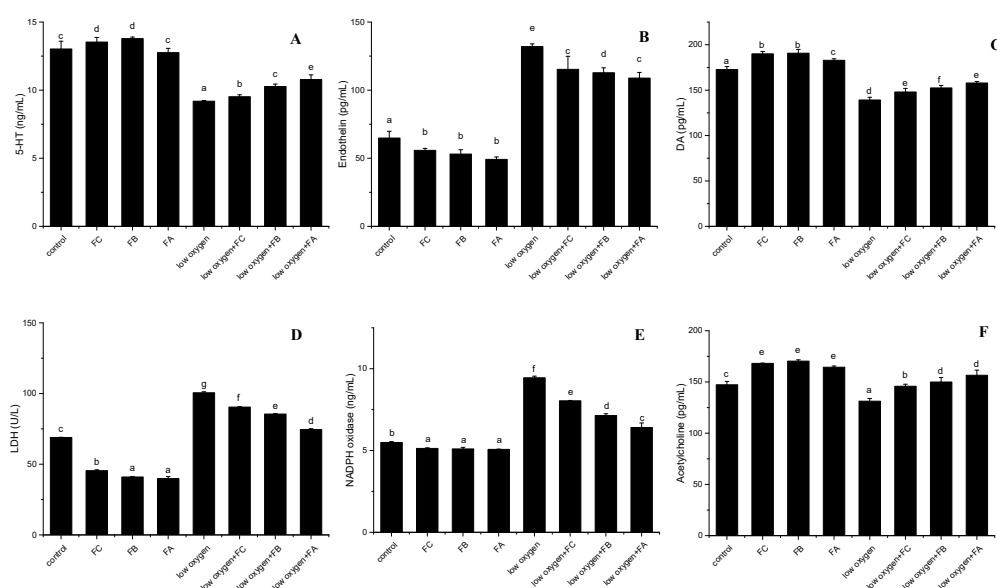 A
5-HT (ng/mL)
15
10
5
0
c d d c a b c e
control FC FB FA low oxygen low oxygen+FC low oxygen+FB low oxygen+FA
B
Endothelin (pg/mL)
150
100
50
0
a b b b e c d c
control FC FB FA low oxygen low oxygen+FC low oxygen+FB low oxygen+FA
C
DA (pg/mL)
200
150
100
50
0
a b b c d e f e
control FC FB FA low oxygen low oxygen+FC low oxygen+FB low oxygen+FA
D
LDH (U/L)
150
100
50
0
c b a a g f e d
control FC FB FA low oxygen low oxygen+FC low oxygen+FB low oxygen+FA
E
NADPH oxidase (ng/mL)
10
5
0
b a a a f e d c
control FC FB FA low oxygen low oxygen+FC low oxygen+FB low oxygen+FA
F
Acetylcholine (pg/mL)
200
150
100
50
0
c e e e a b d d
control FC FB FA low oxygen low oxygen+FC low oxygen+FB low oxygen+FA